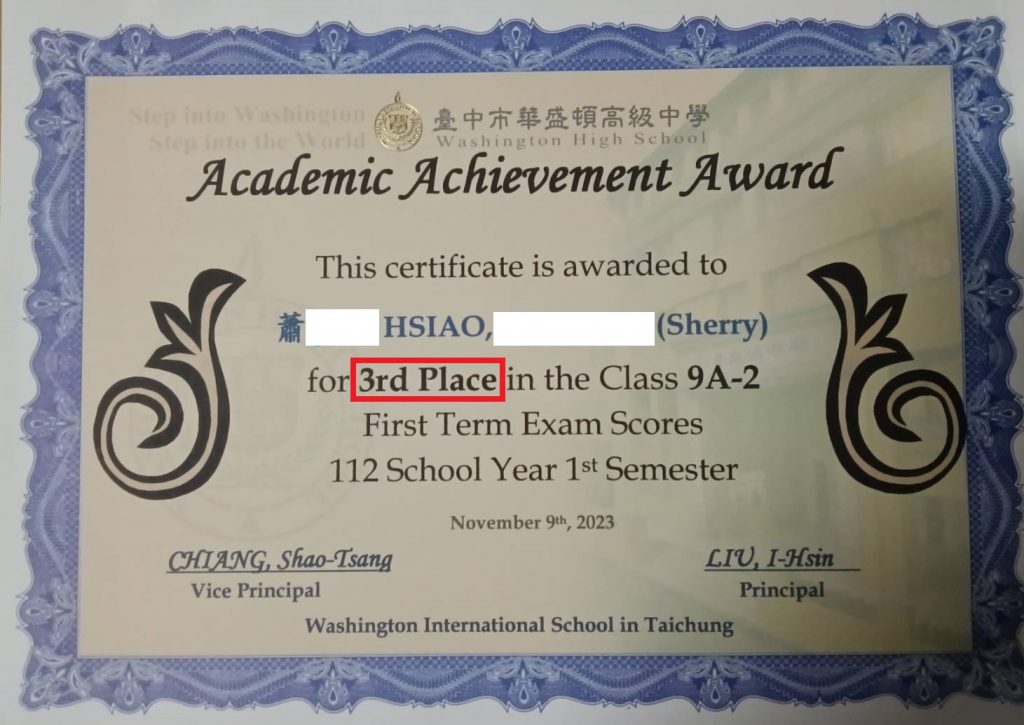 Step into Washington
Step into the World
臺中市華盛頓高級中學
Washington High School
Academic Achievement Award
This certificate is awarded to
蕭 HSIAO, (Sherry)
for 3rd Place in the Class 9A-2
First Term Exam Scores
112 School Year 1st Semester
November 9th, 2023
CHIANG, Shao-Tsang
Vice Principal
LIU, I-Hsin
Principal
Washington International School in Taichung